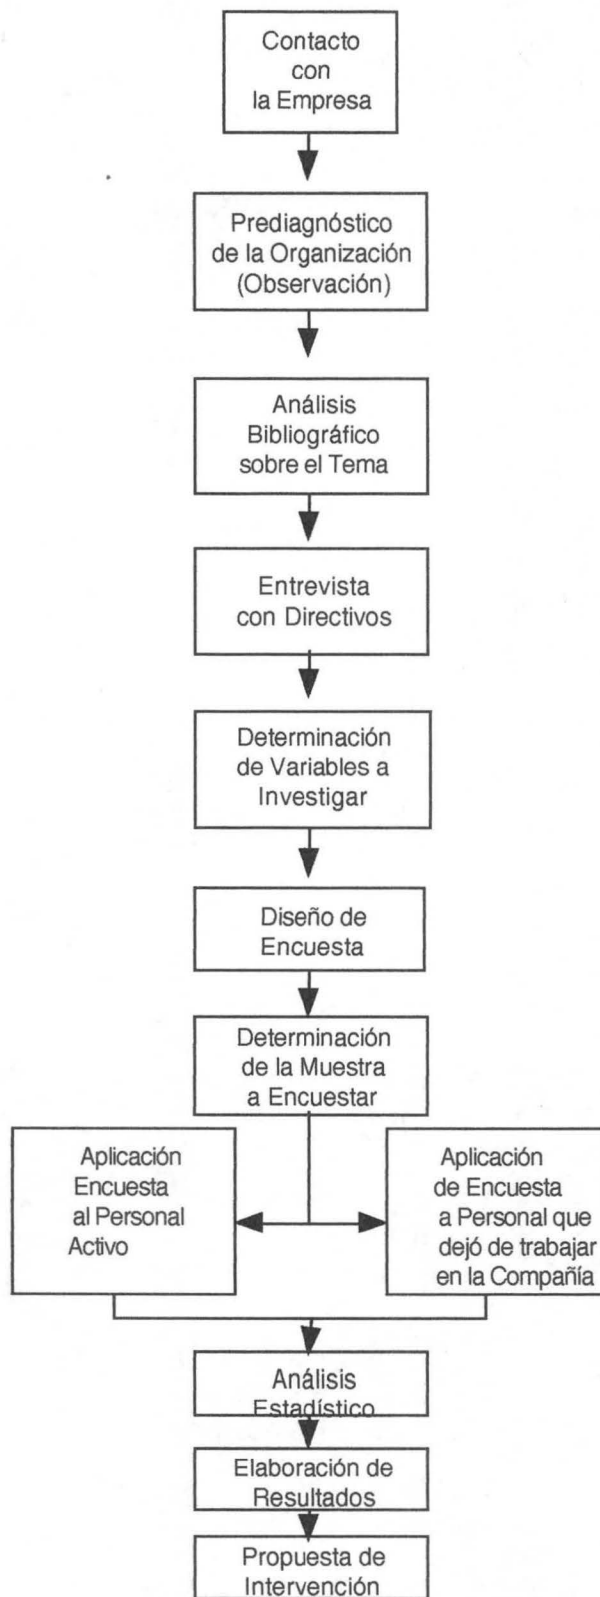 Contacto
con
la Empresa
Prediagnóstico
de la Organización
(Observación)
Análisis
Bibliográfico
sobre el Tema
Entrevista
con Directivos
Determinación
de Variables a
Investigar
Diseño de
Encuesta
Determinación
de la Muestra
a Encuestar
Aplicación
Encuesta
al Personal
Activo
Aplicación
de Encuesta
a Personal que
dejó de trabajar
en la Compañía
Análisis
Estadístico
Elaboración de
Resultados
Propuesta de
Intervención